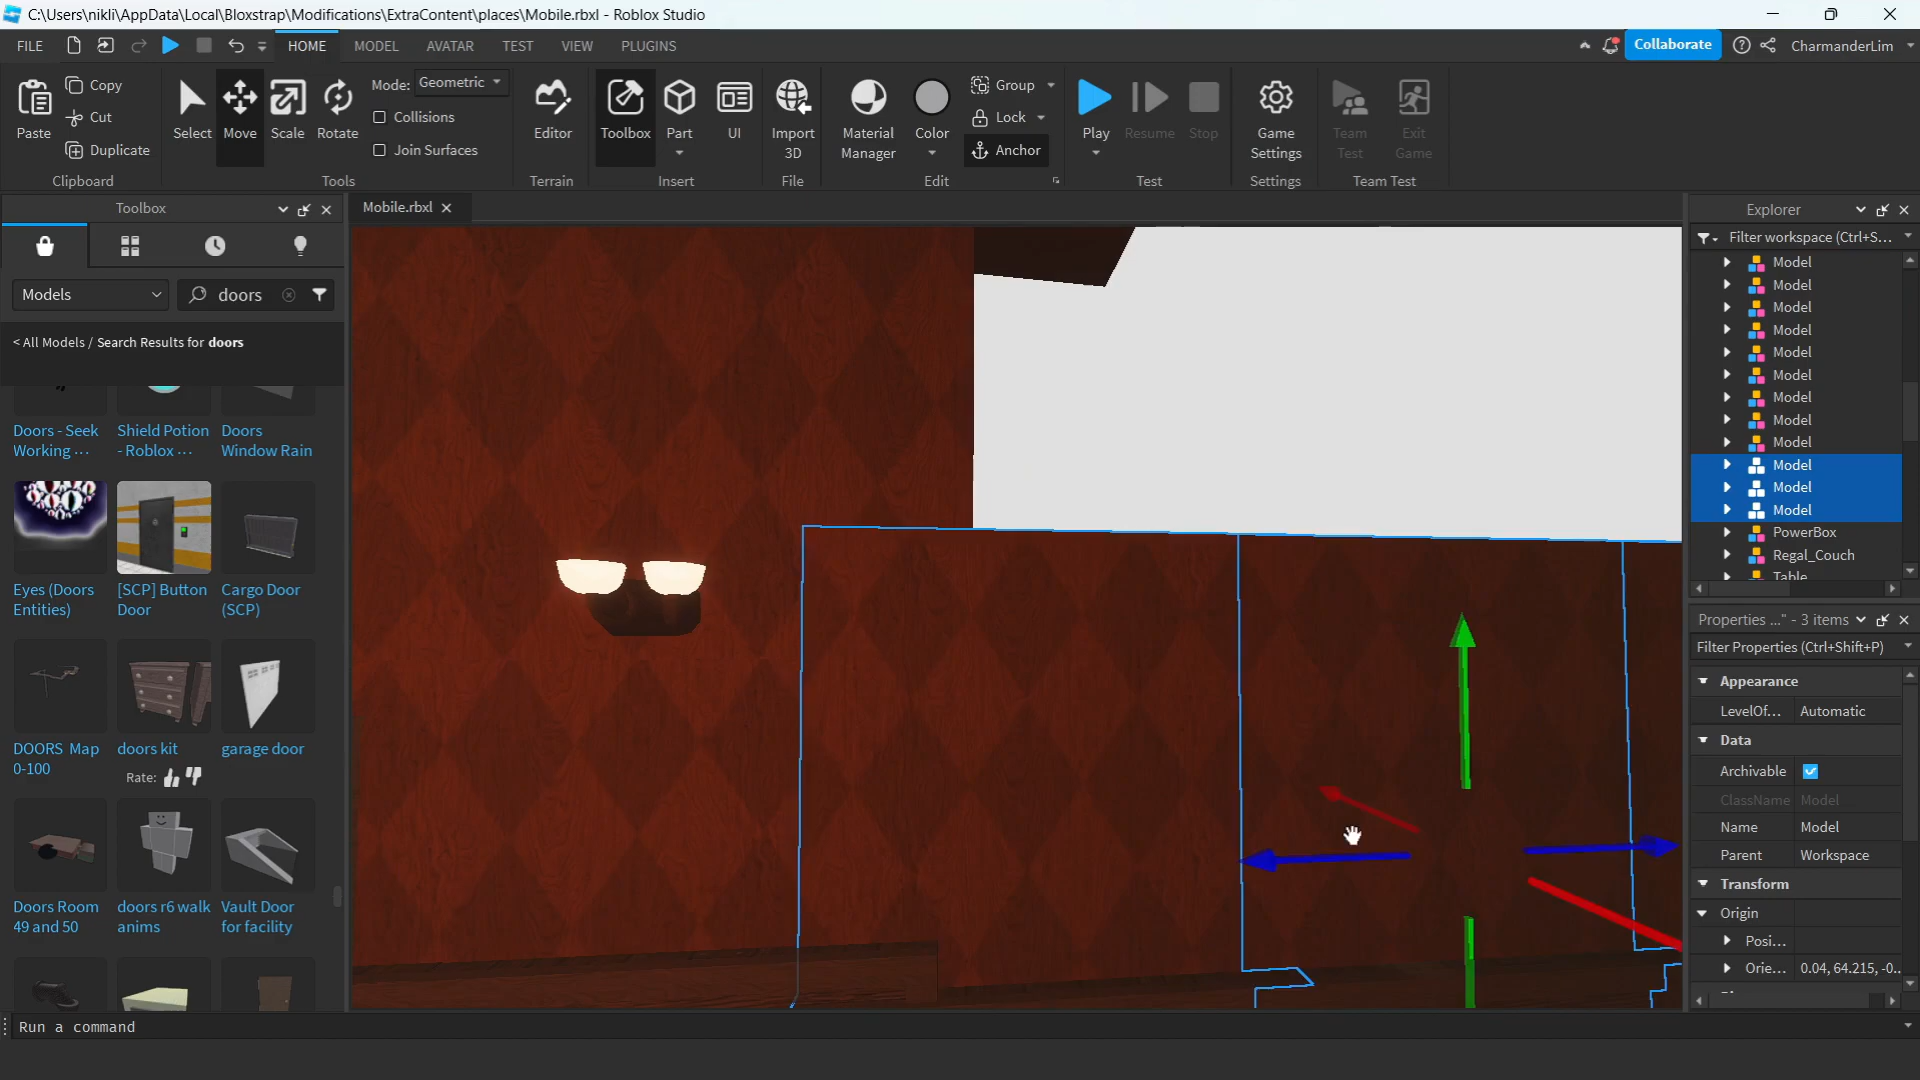 C:\Users\nikli\AppData\Local\Bloxstrap\Modifications\ExtraContent\places\Mobile.rbxl - Roblox Studio
FILE HOME MODEL AVATAR TEST VIEW PLUGINS Collaborate CharmanderLim
Paste Copy Cut Duplicate
Clipboard
Select Move Scale Rotate
Mode: Geometric
Collisions
Join Surfaces
Tools
Editor
Terrain
Toolbox Part UI
Insert
Import 3D
File
Material Manager Color
Group
Lock
Anchor
Edit
Play Resume Stop
Test
Game Settings
Settings
Team Test Exit Game
Team Test
Toolbox
Models doors
< All Models / Search Results for doors
Doors - Seek Working ...
Shield Potion - Roblox ...
Doors Window Rain
Eyes (Doors Entities)
[SCP] Button Door
Cargo Door (SCP)
DOORS Map 0-100
doors kit
Rate:
garage door
Doors Room 49 and 50
doors r6 walk anims
Vault Door for facility
Mobile.rbxl
Explorer
Filter workspace (Ctrl+S...
Model
Model
Model
Model
Model
Model
Model
Model
Model
Model
Model
Model
PowerBox
Regal_Couch
Table
Properties ..." - 3 items
Filter Properties (Ctrl+Shift+P)
Appearance
LevelOf... Automatic
Data
Archivable
ClassName Model
Name Model
Parent Workspace
Transform
Origin
Posi...
Orie... 0.04, 64.215, -0..
Run a command